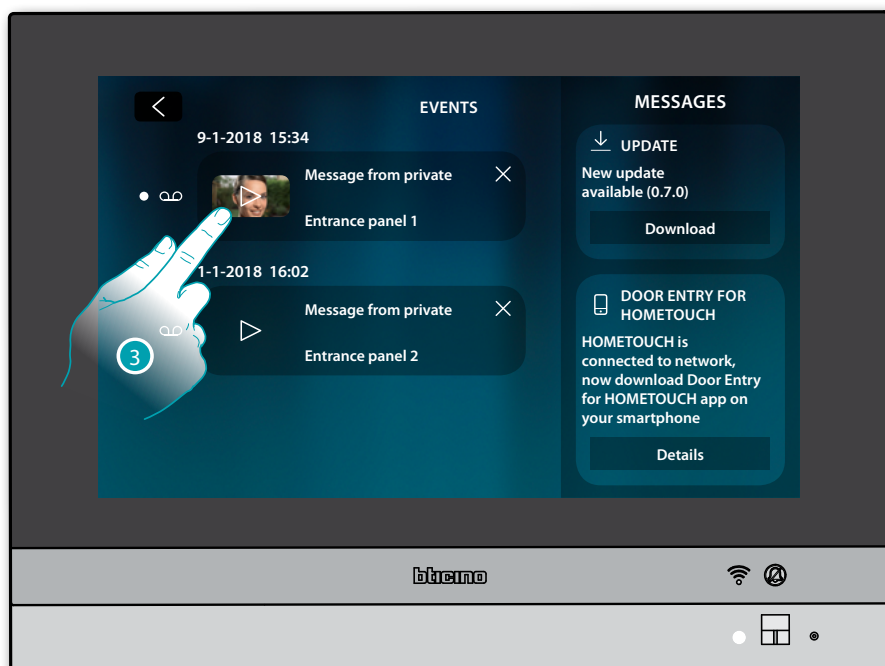 EVENTS
9-1-2018 15:34
Message from private
Entrance panel 1
1-1-2018 16:02
Message from private
Entrance panel 2
3
MESSAGES
UPDATE
New update
available (0.7.0)
Download
DOOR ENTRY FOR
HOMETOUCH
HOMETOUCH is
connected to network,
now download Door Entry
for HOMETOUCH app on
your smartphone
Details
bticino